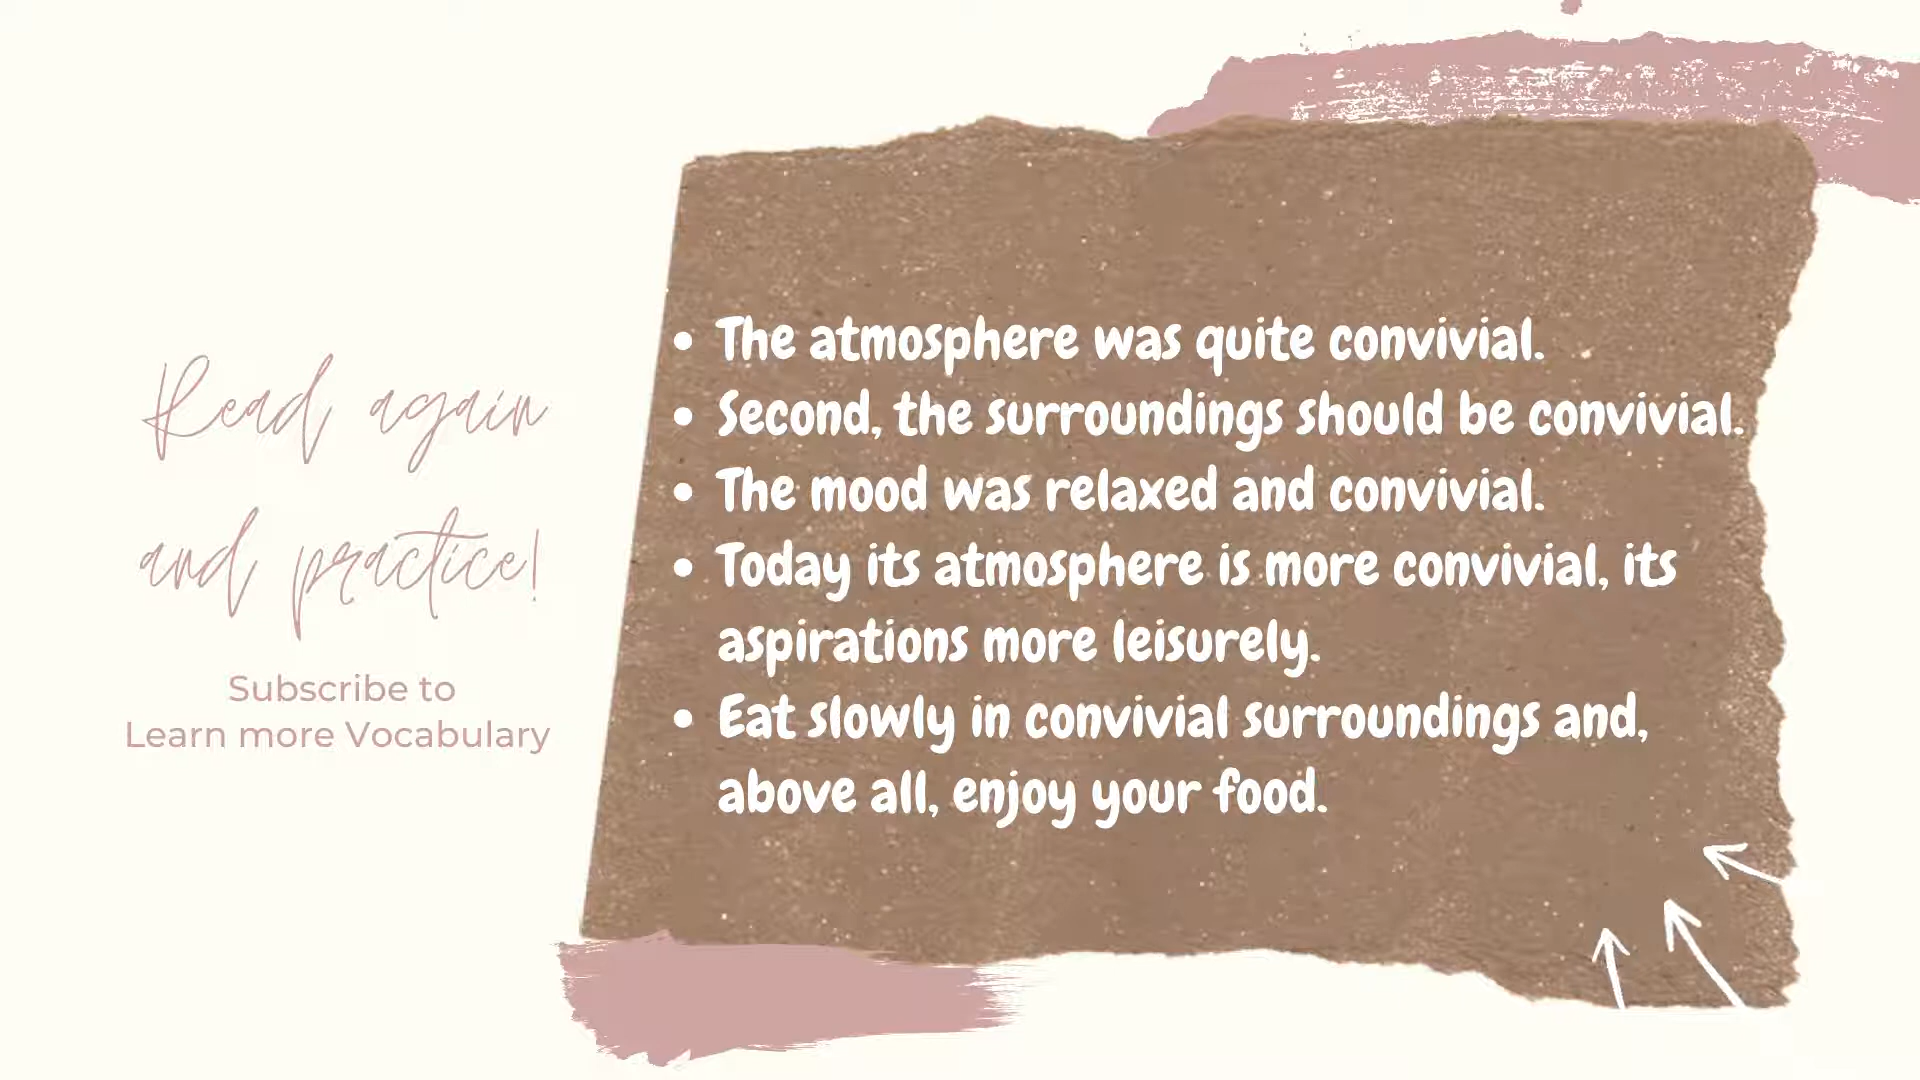 Read again
and practice!
Subscribe to
Learn more Vocabulary
• The atmosphere was quite convivial.
• Second, the surroundings should be convivial.
• The mood was relaxed and convivial.
• Today its atmosphere is more convivial, its
aspirations more leisurely.
• Eat slowly in convivial surroundings and,
above all, enjoy your food.